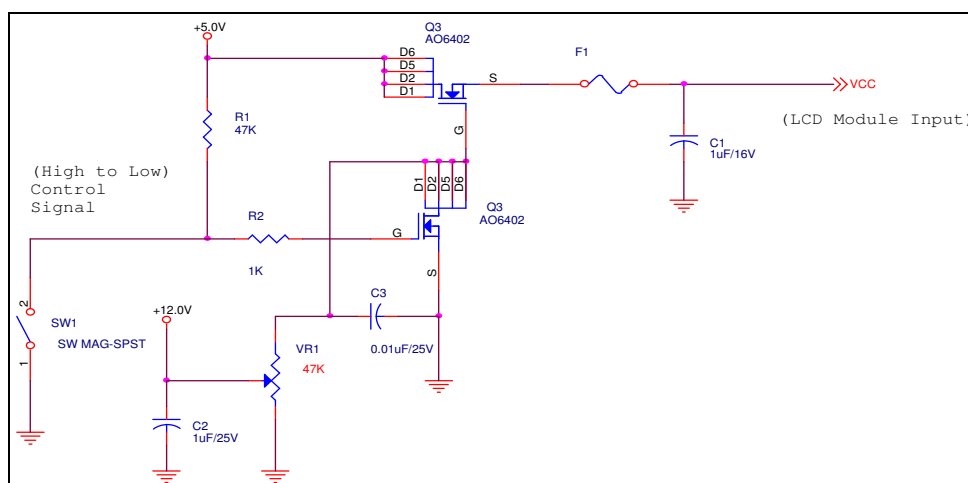 +5.0V
Q3
AO6402
F1
D6
D5
D2
D1
S
G
VCC
(LCD Module Input)
R1
47K
C1
1uF/16V
(High to Low)
Control
Signal
D1
D2
D5
D6
Q3
AO6402
R2
1K
G
S
2
SW1
SW MAG-SPST
1
+12.0V
C3
0.01uF/25V
VR1
47K
C2
1uF/25V